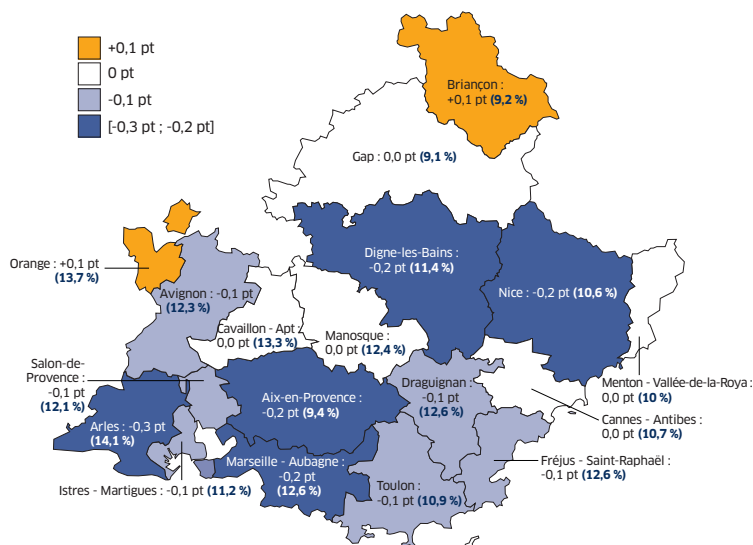 +0,1 pt
0 pt
-0,1 pt
[-0,3 pt ; -0,2 pt]
Briançon :
+0,1 pt (9,2 %)
Gap : 0,0 pt (9,1 %)
Orange : +0,1 pt
(13,7 %)
Avignon : -0,1 pt
(12,3 %)
Digne-les-Bains :
-0,2 pt (11,4 %)
Nice : -0,2 pt (10,6 %)
Cavaillon - Apt :
0,0 pt (13,3 %)
Manosque :
0,0 pt (12,4 %)
Salon-de-
Provence :
-0,1 pt
(12,1 %)
Aix-en-Provence :
-0,2 pt (9,4 %)
Draguignan :
-0,1 pt
(12,6 %)
Menton - Vallée-de-la-Roya :
0,0 pt (10 %)
Cannes - Antibes :
0,0 pt (10,7 %)
Arles : -0,3 pt
(14,1 %)
Marseille - Aubagne :
-0,2 pt
(12,6 %)
Fréjus - Saint-Raphaël :
-0,1 pt (12,6 %)
Istres - Martigues : -0,1 pt (11,2 %)
Toulon :
-0,1 pt (10,9 %)